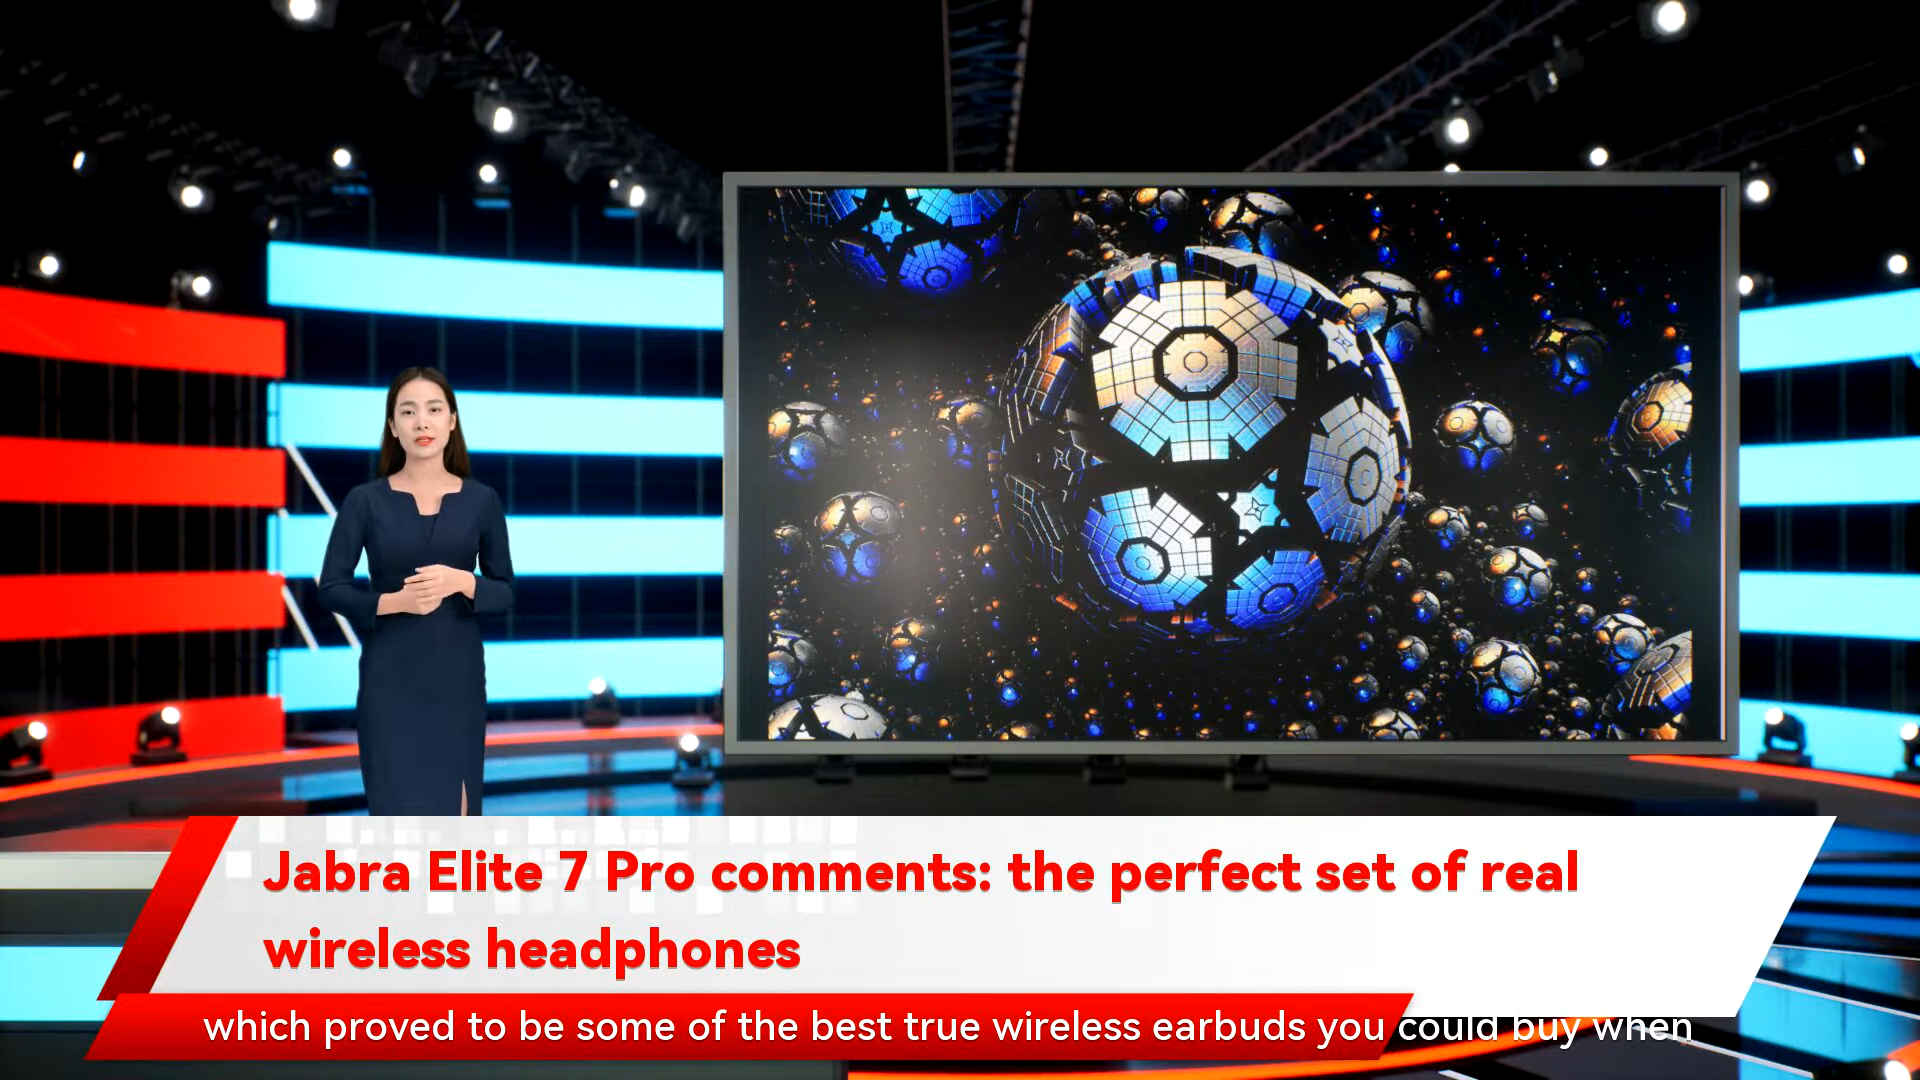 Jabra Elite 7 Pro comments: the perfect set of real
wireless headphones
which proved to be some of the best true wireless earbuds you could buy when